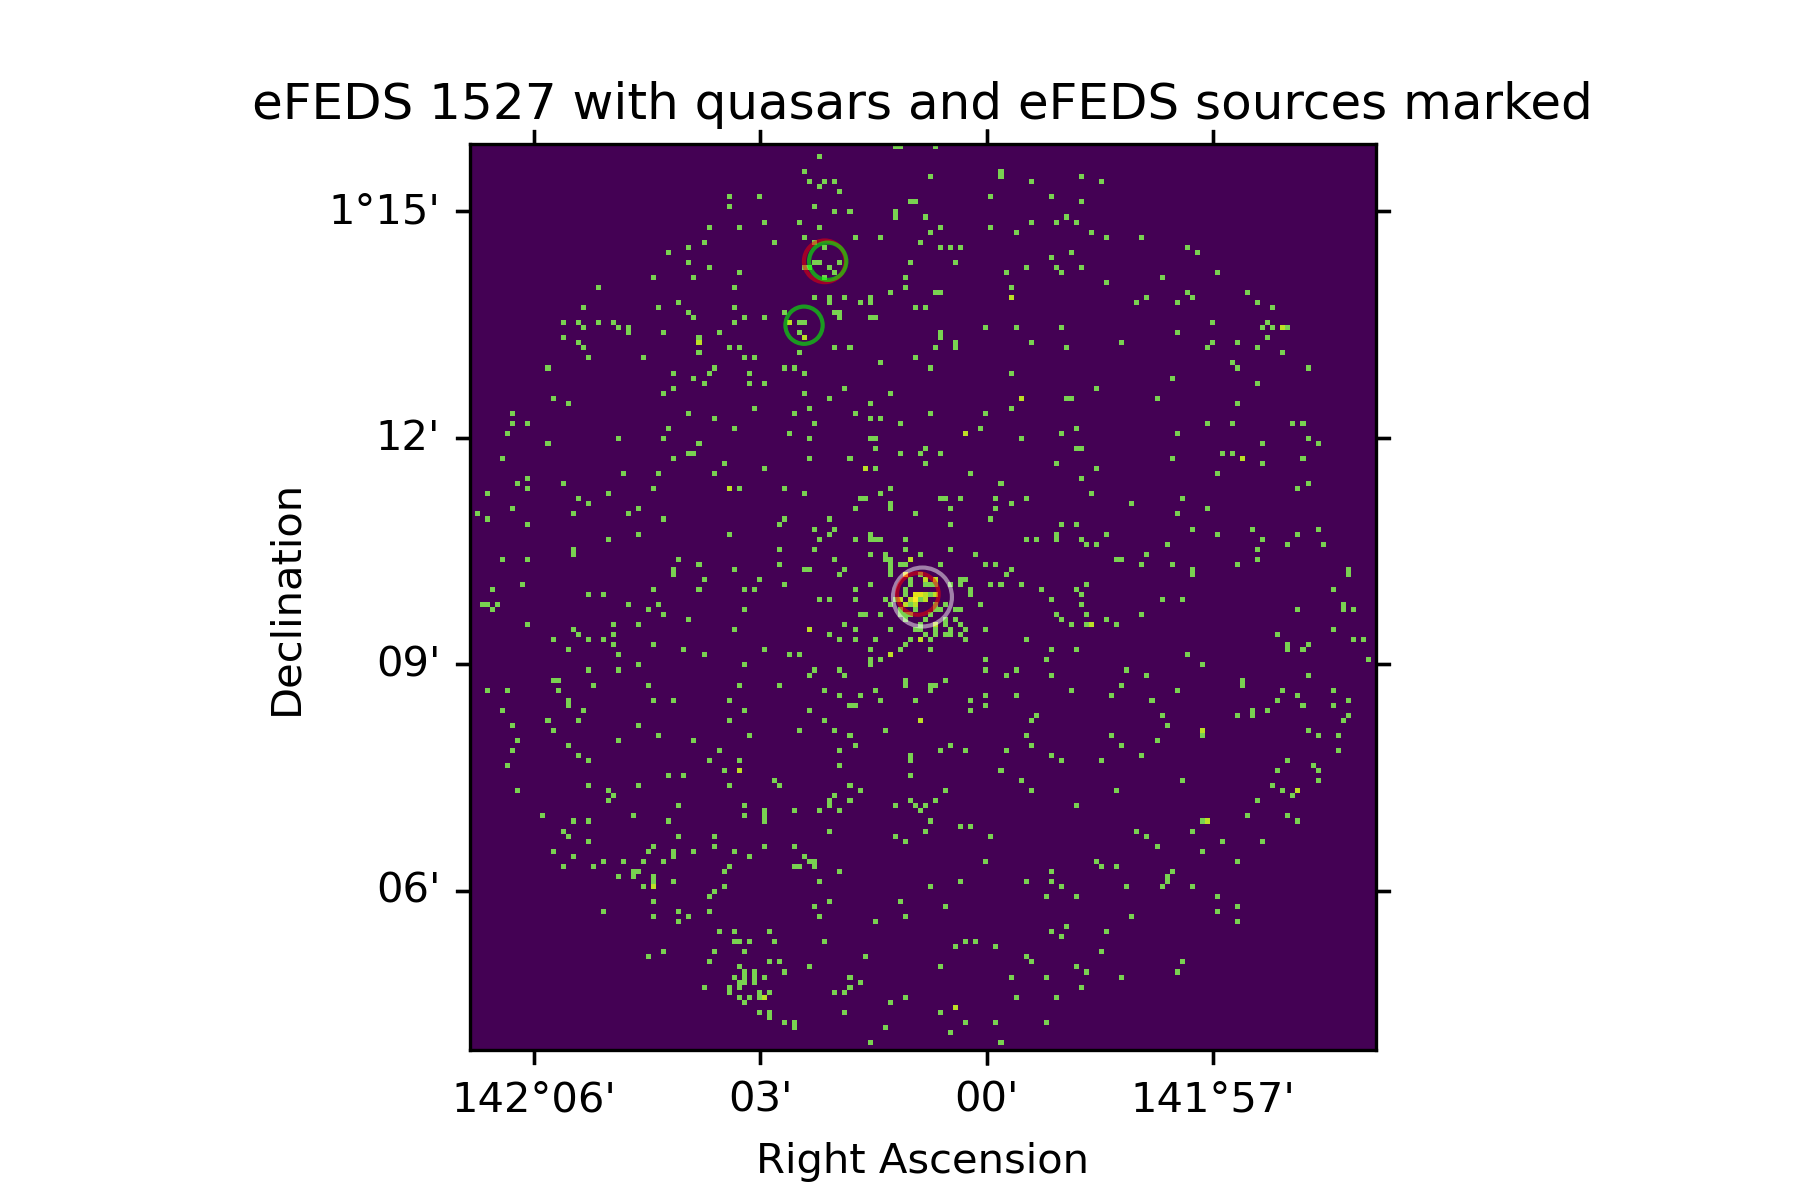 eFEDS 1527 with quasars and eFEDS sources marked
1°15'
12'
09'
06'
Declination
142°06'
03'
00'
141°57'
Right Ascension